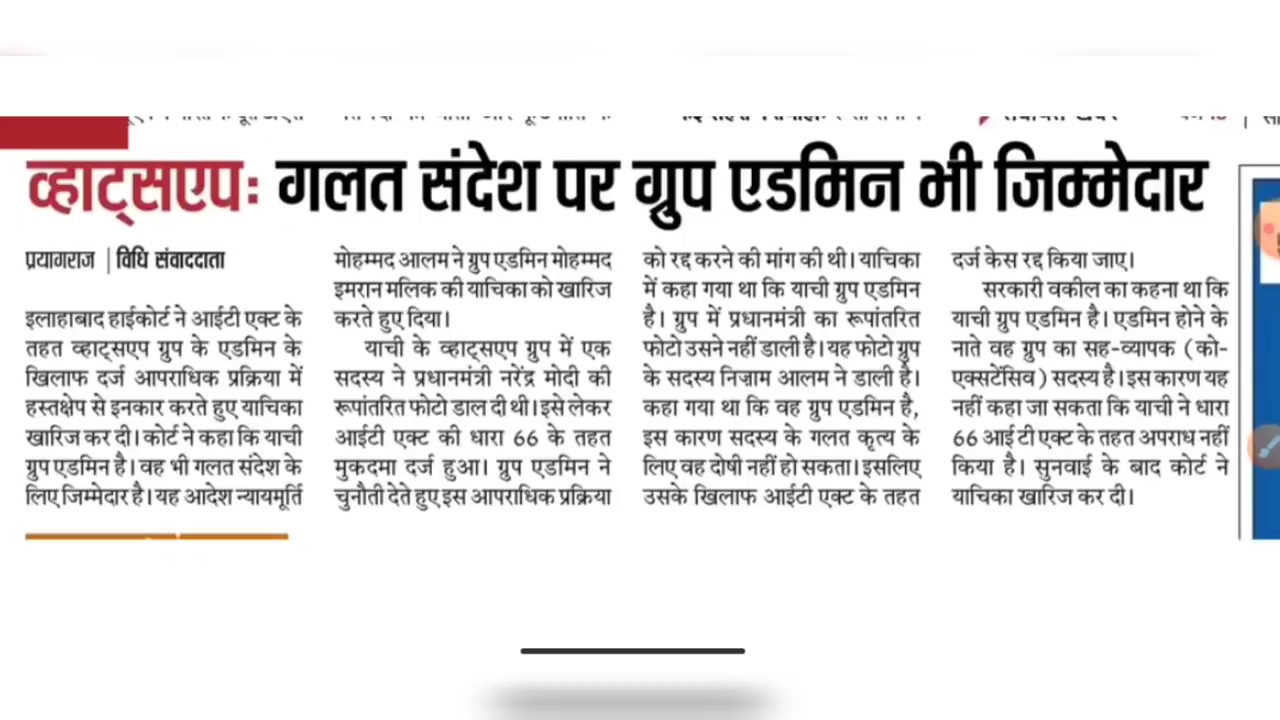 व्हाट्सएप: गलत संदेश पर ग्रुप एडमिन भी जिम्मेदार
प्रयागराज | विधि संवाददाता
इलाहाबाद हाईकोर्ट ने आईटी एक्ट के
तहत व्हाट्सएप ग्रुप के एडमिन के
खिलाफ दर्ज आपराधिक प्रक्रिया में
हस्तक्षेप से इनकार करते हुए याचिका
खारिज कर दी। कोर्ट ने कहा कि याची
ग्रुप एडमिन है। वह भी गलत संदेश के
लिए जिम्मेदार है। यह आदेश न्यायमूर्ति
मोहम्मद आलम ने ग्रुप एडमिन मोहम्मद
इमरान मलिक की याचिका को खारिज
करते हुए दिया।
याची के व्हाट्सएप ग्रुप में एक
सदस्य ने प्रधानमंत्री नरेंद्र मोदी की
रूपांतरित फोटो डाल दी थी। इसे लेकर
आईटी एक्ट की धारा 66 के तहत
मुकदमा दर्ज हुआ। ग्रुप एडमिन ने
चुनौती देते हुए इस आपराधिक प्रक्रिया
को रद्द करने की मांग की थी। याचिका
में कहा गया था कि याची ग्रुप एडमिन
है। ग्रुप में प्रधानमंत्री का रूपांतरित
फोटो उसने नहीं डाली है। यह फोटो ग्रुप
के सदस्य निज़ाम आलम ने डाली है।
कहा गया था कि वह ग्रुप एडमिन है,
इस कारण सदस्य के गलत कृत्य के
लिए वह दोषी नहीं हो सकता। इसलिए
उसके खिलाफ आईटी एक्ट के तहत
दर्ज केस रद्द किया जाए।
सरकारी वकील का कहना था कि
याची ग्रुप एडमिन है। एडमिन होने के
नाते वह ग्रुप का सह-व्यापक (को-
एक्सटेंसिव) सदस्य है। इस कारण यह
नहीं कहा जा सकता कि याची ने धारा
66 आई टी एक्ट के तहत अपराध नहीं
किया है। सुनवाई के बाद कोर्ट ने
याचिका खारिज कर दी।